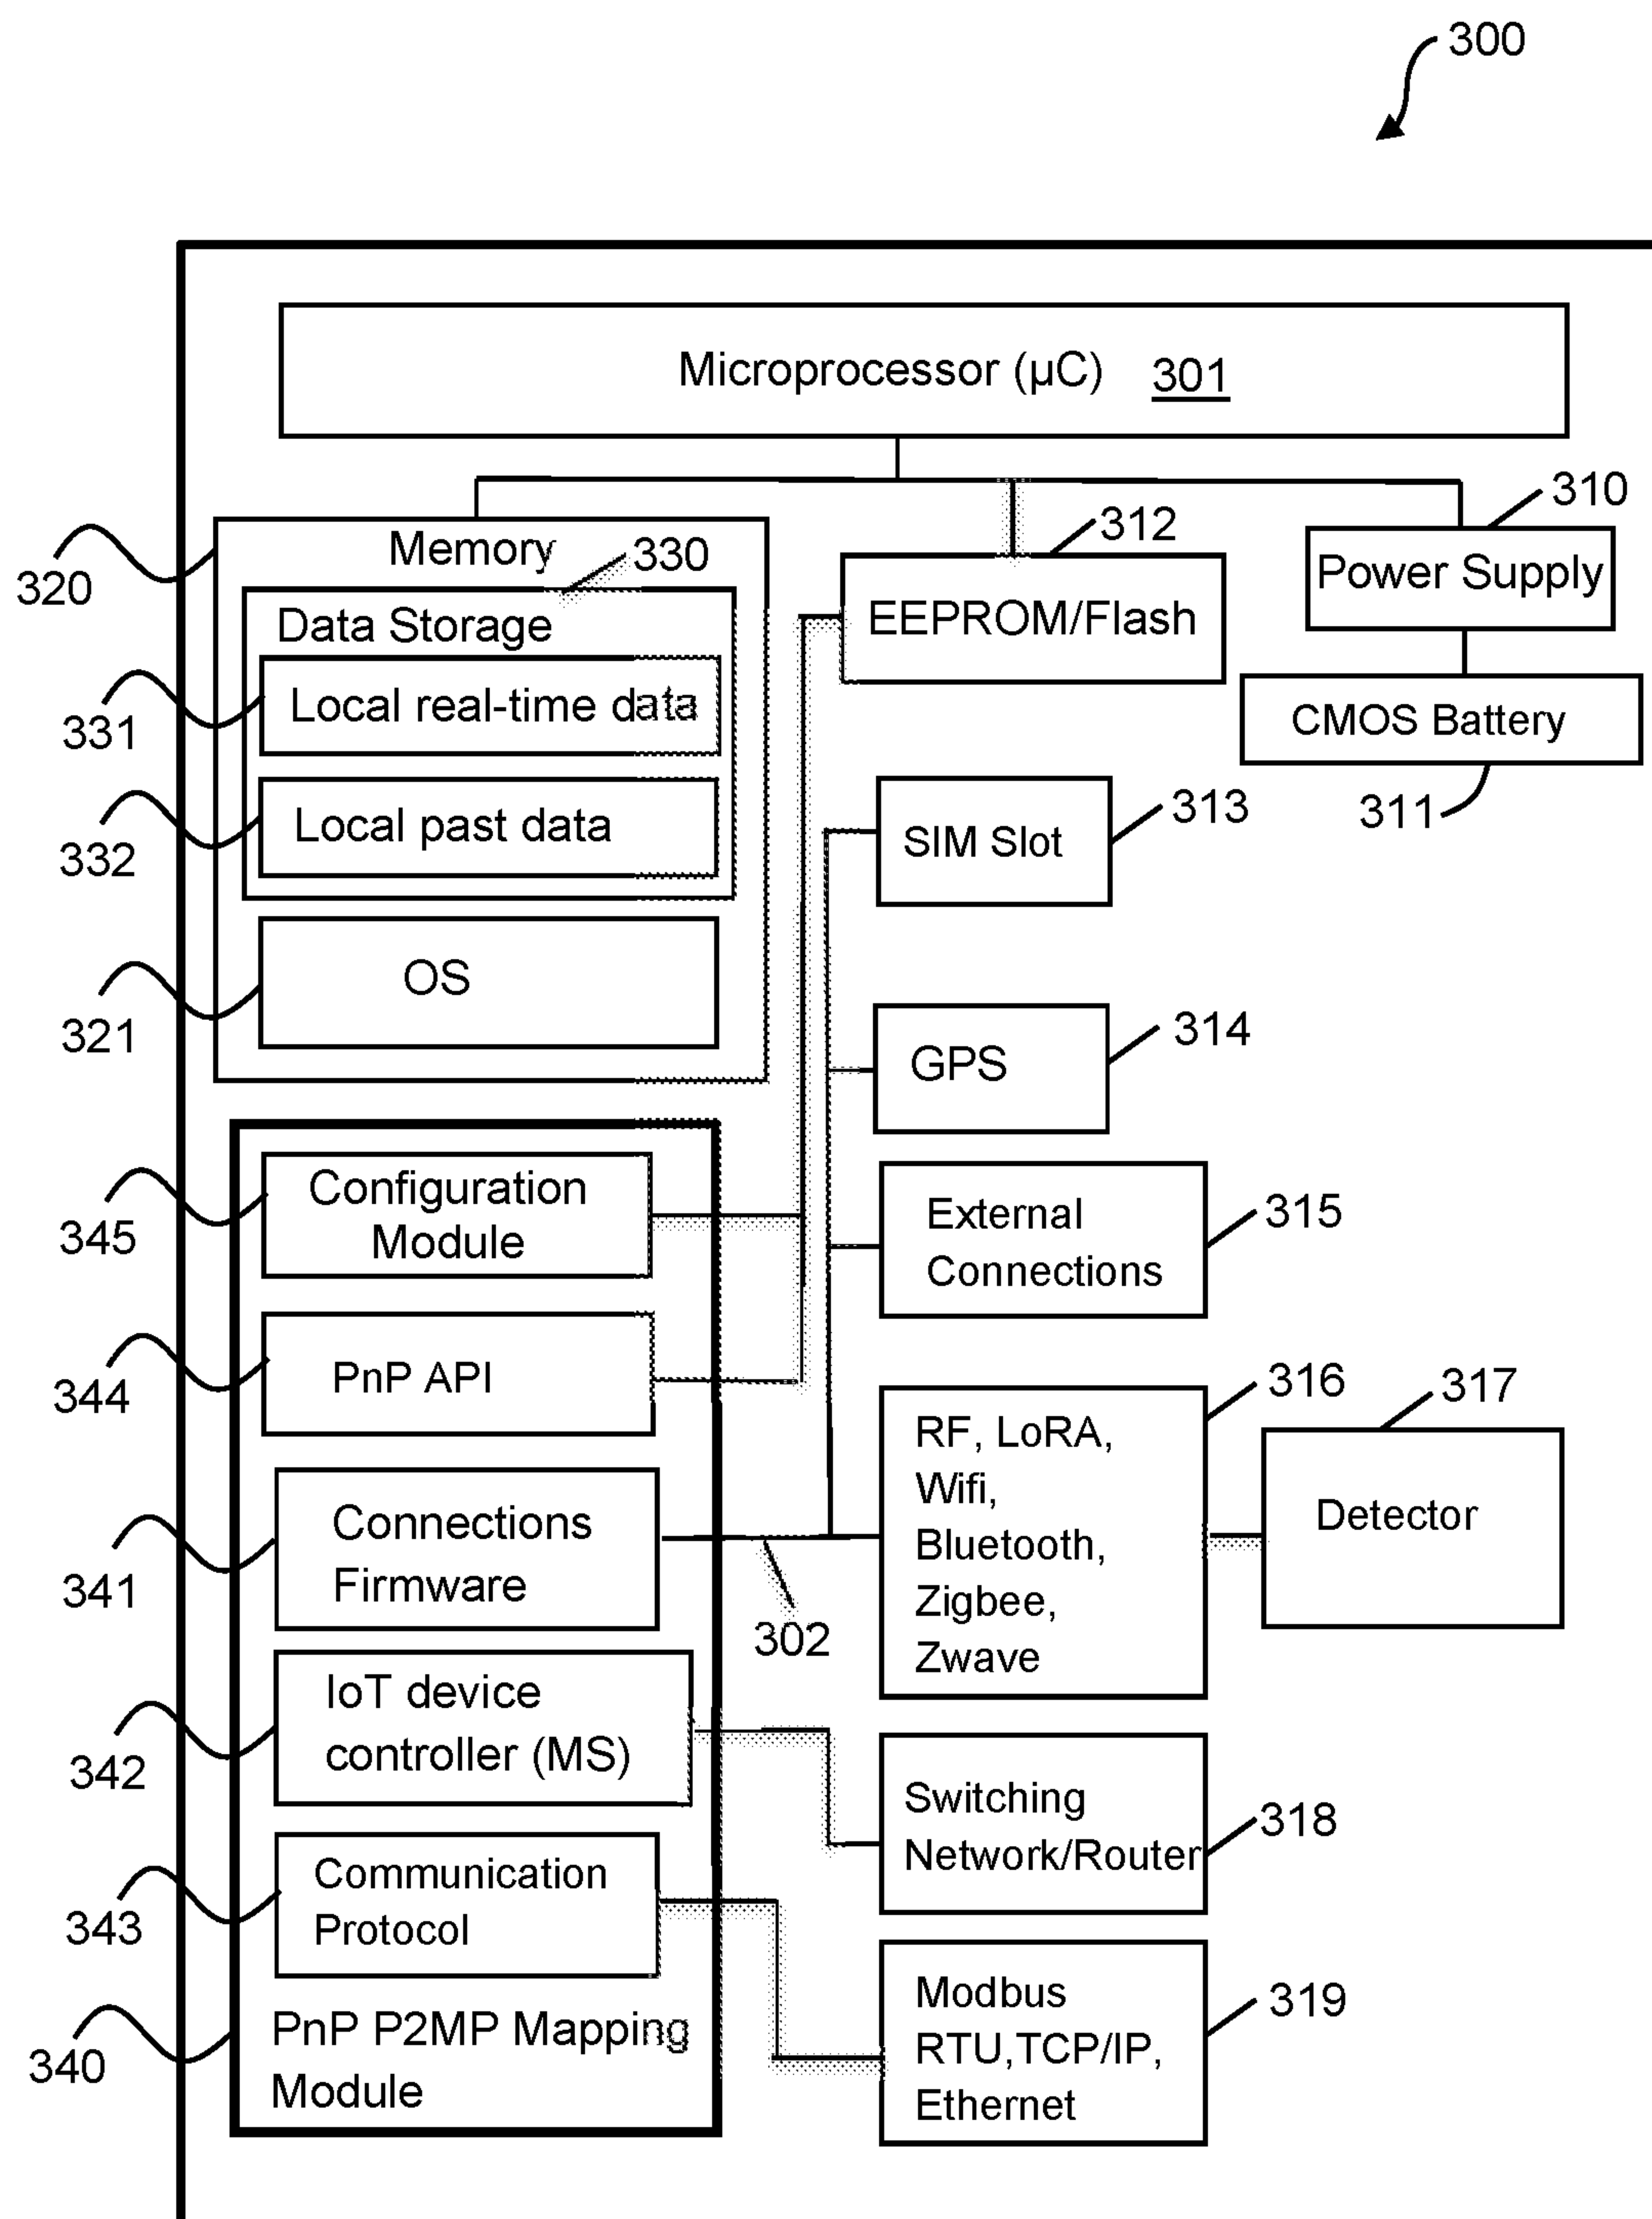 300
Microprocessor (µC) 301
310
312
Memory
330
320
Power Supply
EEPROM/Flash
Data Storage
Local real-time data
331
CMOS Battery
311
313
Local past data
332
SIM Slot
OS
321
314
GPS
345
Configuration
Module
External
Connections
315
344
PnP API
316
317
RF, LoRA,
Wifi,
Bluetooth,
Zigbee,
Zwave
Detector
341
Connections
Firmware
302
342
IoT device
controller (MS)
Switching
Network/Router
318
343
Communication
Protocol
Modbus
RTU,TCP/IP,
Ethernet
319
340
PnP P2MP Mapping
Module